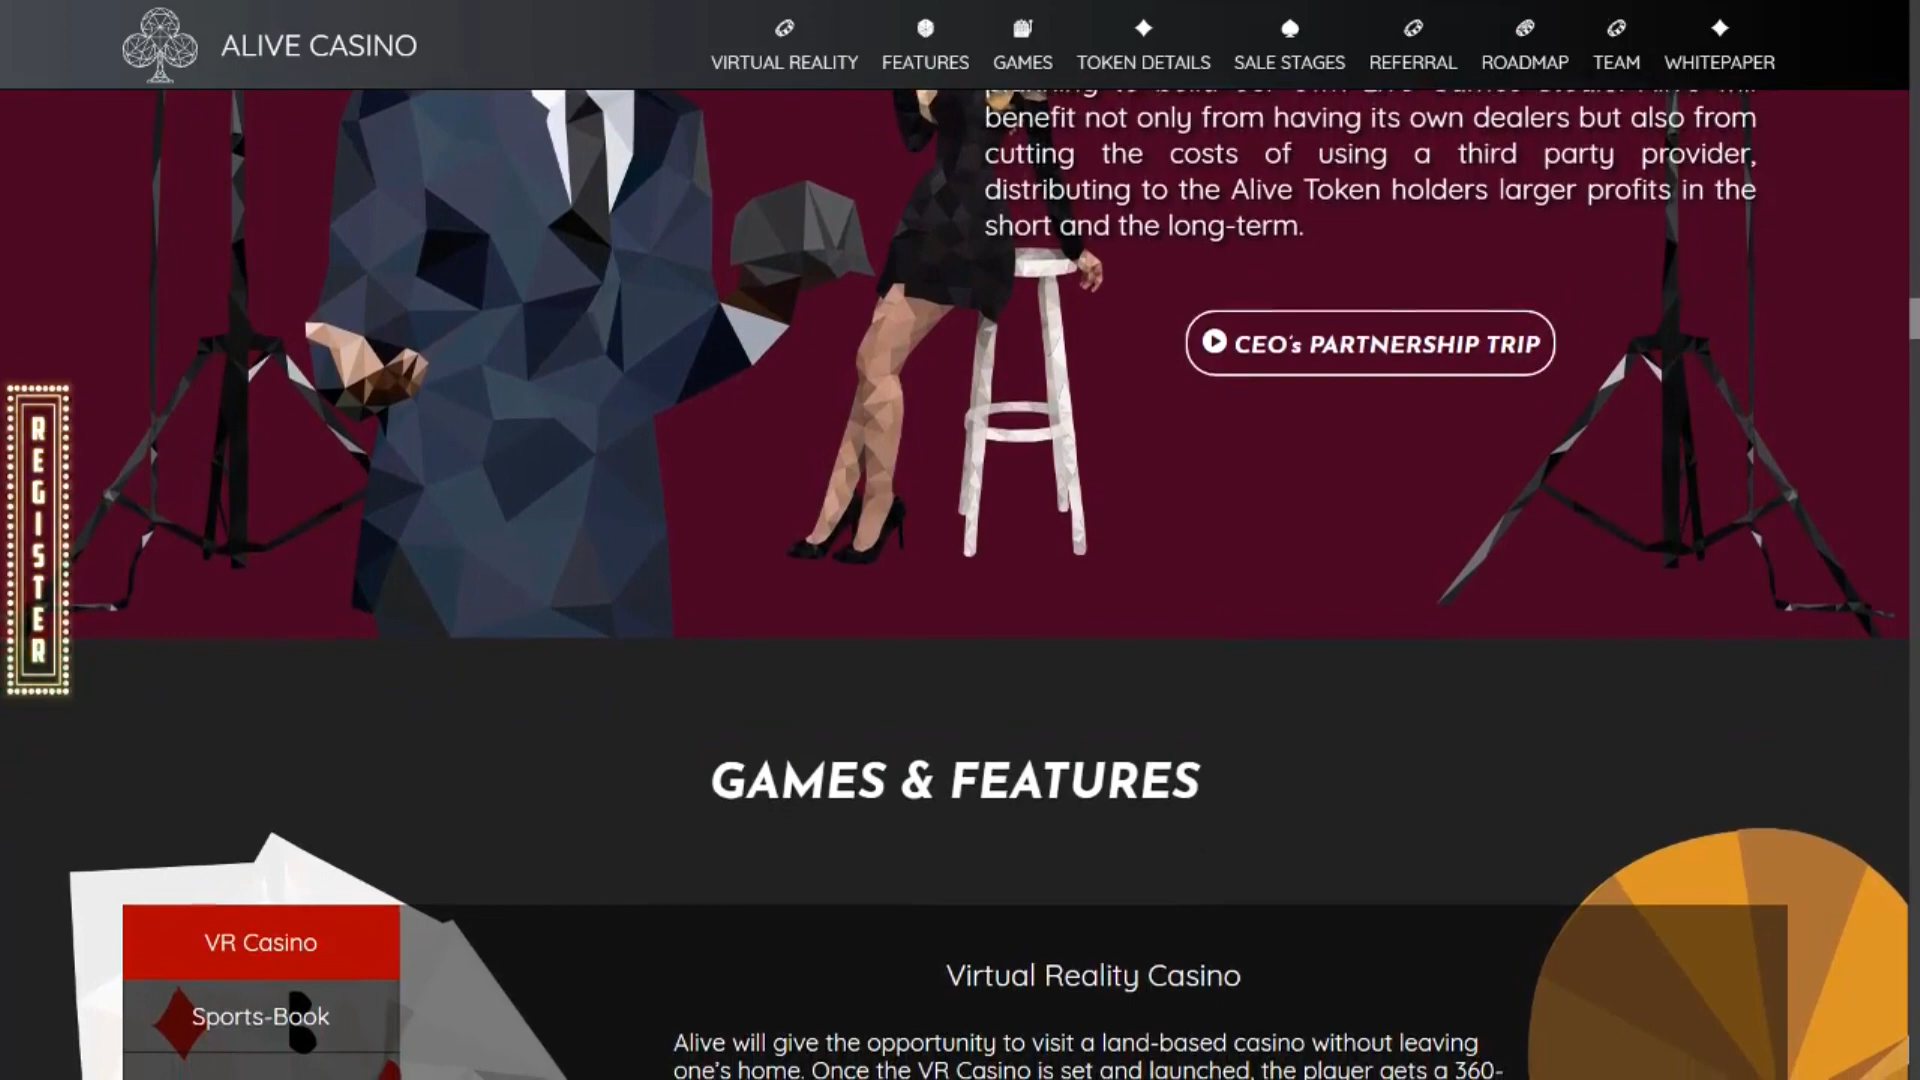 ALIVE CASINO
VIRTUAL REALITY
FEATURES
GAMES
TOKEN DETAILS
SALE STAGES
REFERRAL
ROADMAP
TEAM
WHITEPAPER
benefit not only from having its own dealers but also from
cutting the costs of using a third party provider,
distributing to the Alive Token holders larger profits in the
short and the long-term.
CEO's PARTNERSHIP TRIP
REGISTER
GAMES & FEATURES
VR Casino
Sports-Book
Virtual Reality Casino
Alive will give the opportunity to visit a land-based casino without leaving
one's home. Once the VR Casino is set and launched, the player gets a 360-